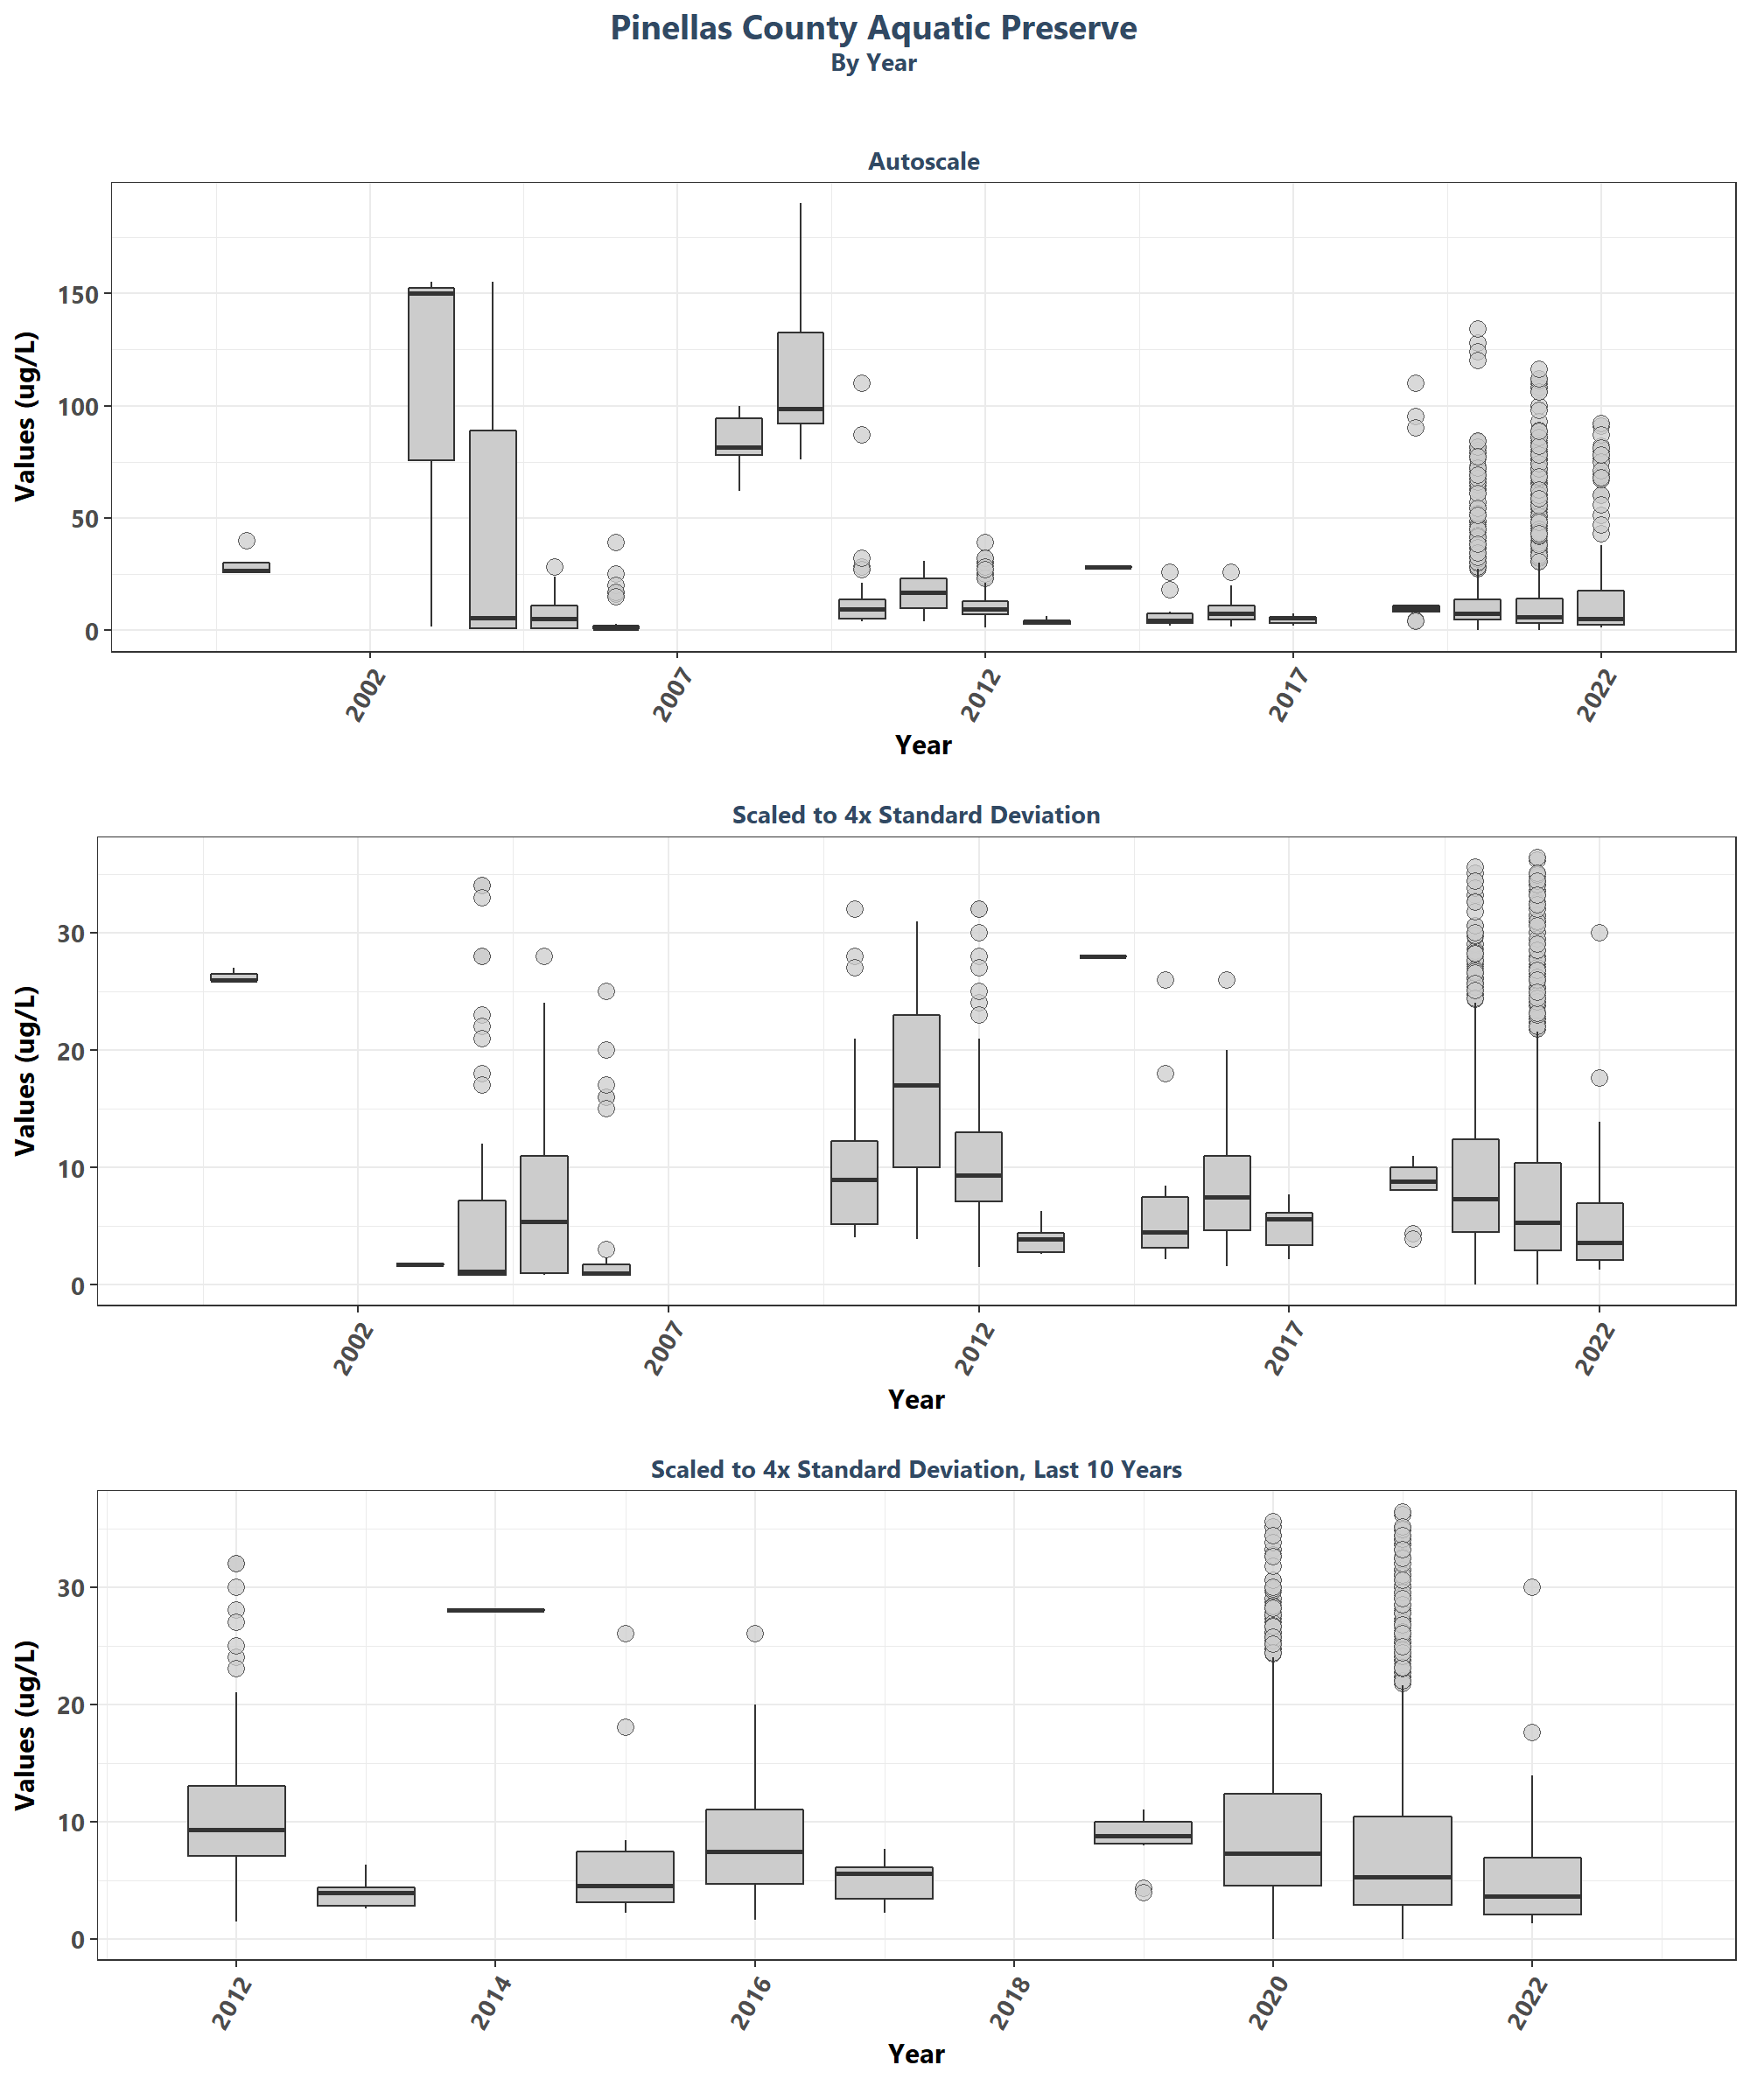 Pinellas County Aquatic Preserve
By Year
Autoscale
Values (ug/L)
150
100
50
0
2002
2007
2012
2017
2022
Year
Scaled to 4x Standard Deviation
Values (ug/L)
30
20
10
0
2002
2007
2012
2017
2022
Year
Scaled to 4x Standard Deviation, Last 10 Years
Values (ug/L)
30
20
10
0
2012
2014
2016
2018
2020
2022
Year